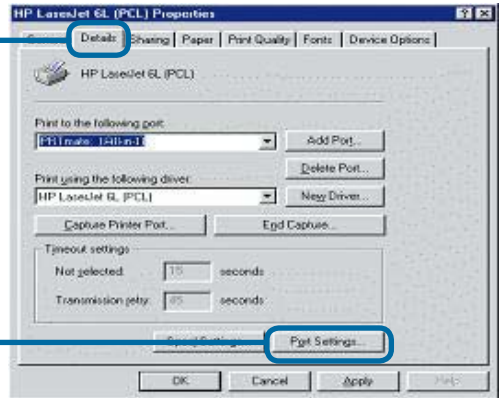 HP LaserJet 6L (PCL) Properties
Details Sharing Paper Print Quality Fonts Device Options
HP LaserJet 6L (PCL)
Print to the following port:
Add Port...
Delete Port...
Print using the following driver:
HP LaserJet 6L (PCL)
New Driver...
Capture Printer Port... End Capture...
Timeout settings
Not selected: 15 seconds
Transmission retry: 45 seconds
Port Settings...
OK Cancel Apply Help